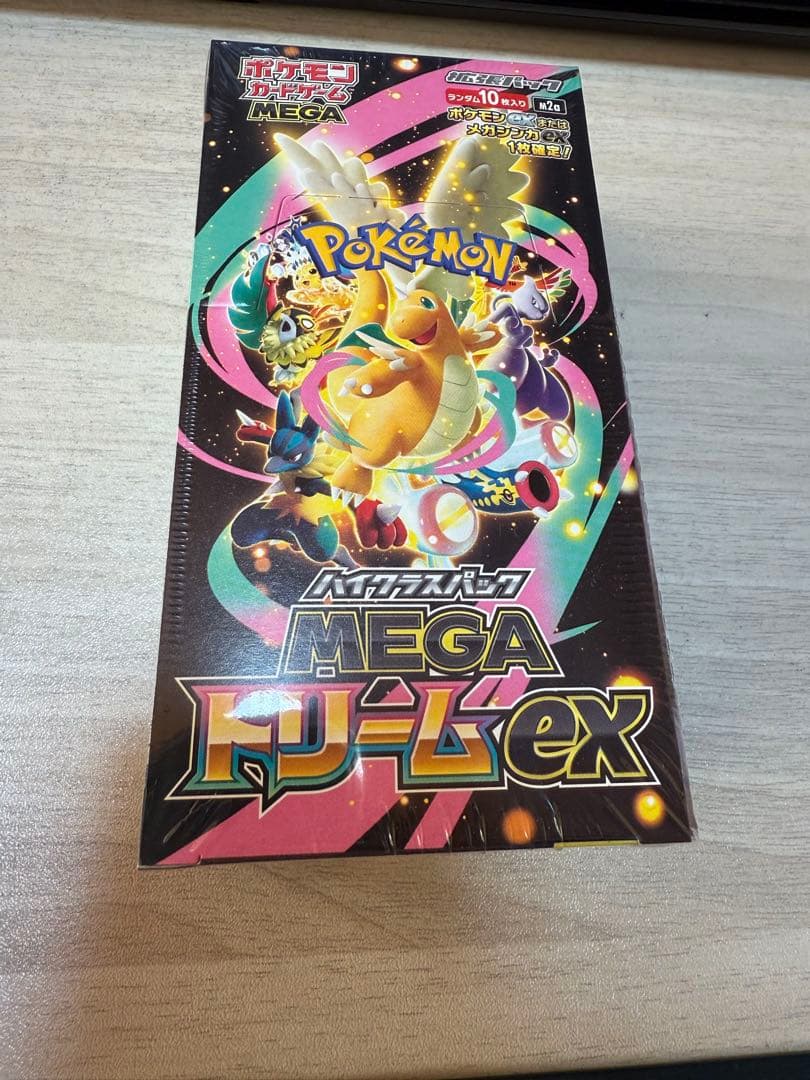 ポケモン
カードゲーム
MEGA
拡張パック
ランダム10枚入り
M2a
ポケモンexまたは
メガシンカex
1枚確定!
POKÉMON
ハイクラスパック
MEGA
ドリームex